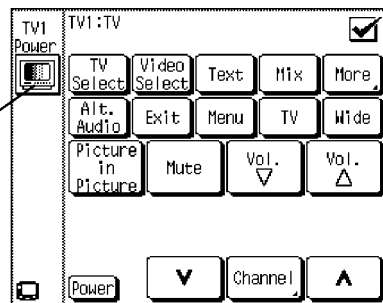 TV1
Power
TV1:TV
TV
Select
Video
Select
Text
Mix
More
Alt.
Audio
Exit
Menu
TV
Wide
Picture
in
Picture
Mute
Vol.
Vol.
Power
Channel